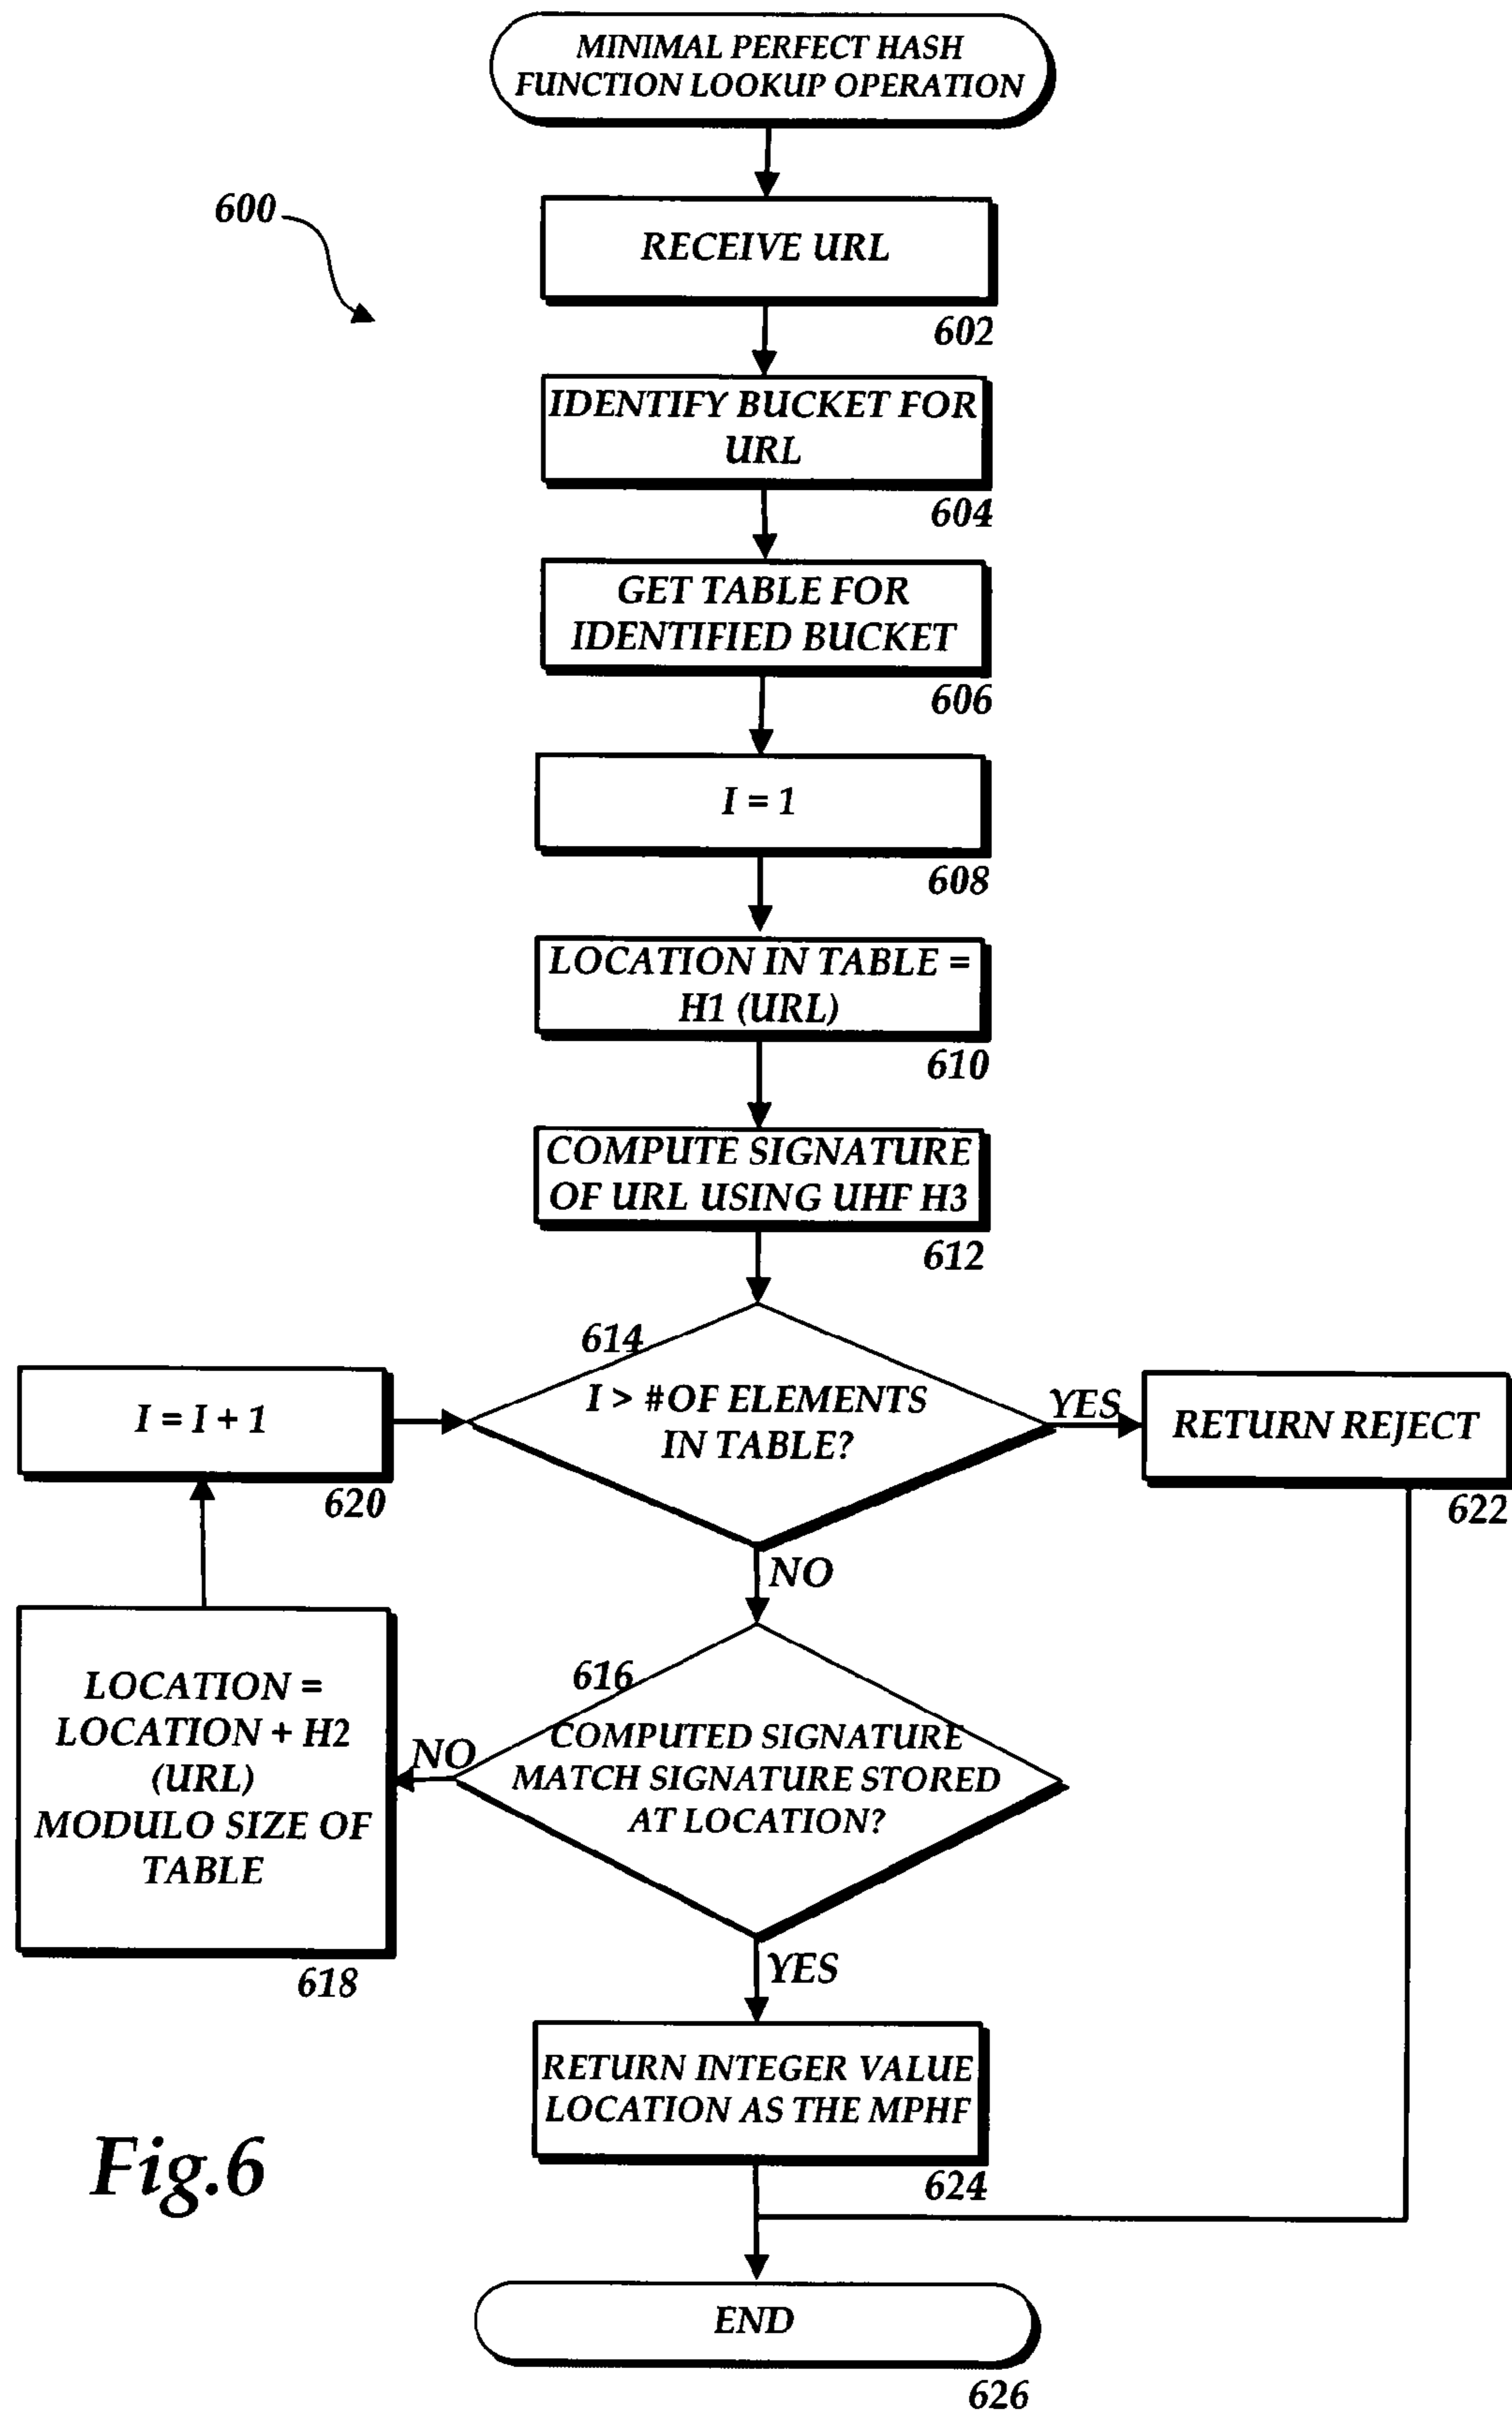 MINIMAL PERFECT HASH
FUNCTION LOOKUP OPERATION
600
RECEIVE URL
602
IDENTIFY BUCKET FOR
URL
604
GET TABLE FOR
IDENTIFIED BUCKET
606
I = 1
608
LOCATION IN TABLE =
H1 (URL)
610
COMPUTE SIGNATURE
OF URL USING UHF H3
612
614
I > #OF ELEMENTS
IN TABLE?
YES
RETURN REJECT
622
I = I + 1
620
NO
616
COMPUTED SIGNATURE
MATCH SIGNATURE STORED
AT LOCATION?
NO
LOCATION =
LOCATION + H2
(URL)
MODULO SIZE OF
TABLE
618
YES
RETURN INTEGER VALUE
LOCATION AS THE MPHF
624
Fig.6
END
626